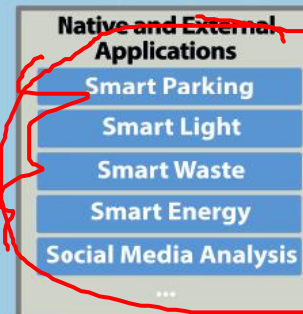 Native and External
Applications
Smart Parking
Smart Light
Smart Waste
Smart Energy
Social Media Analysis
...